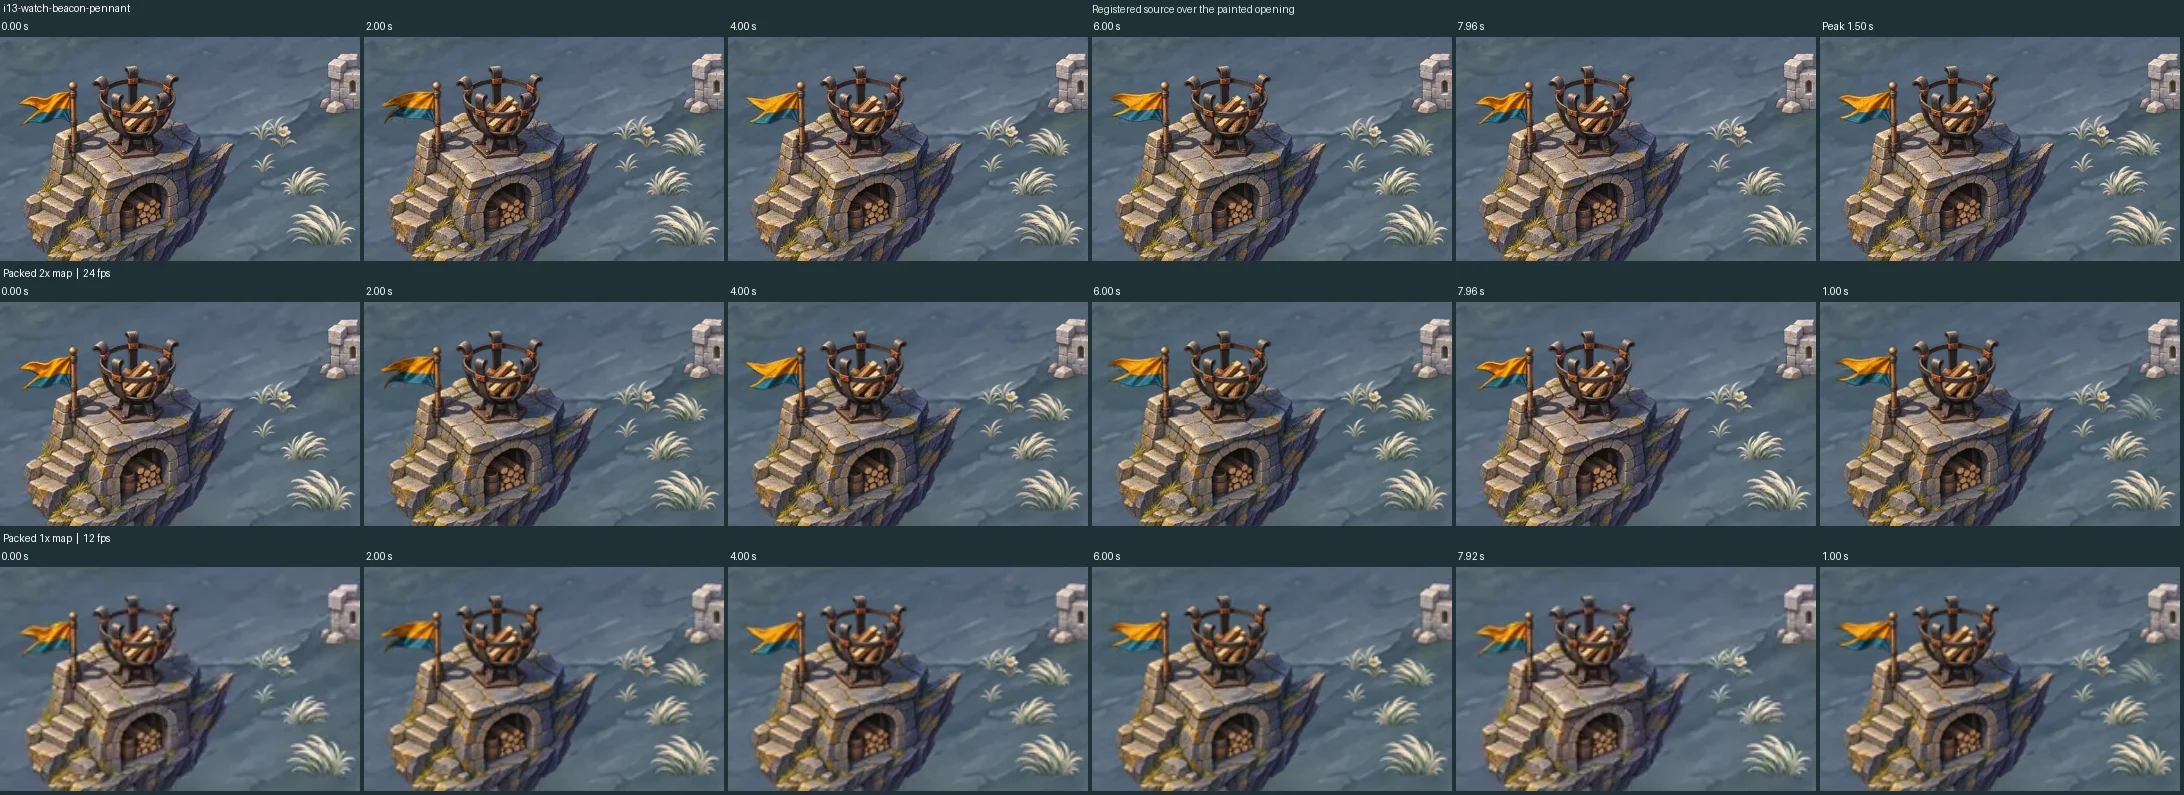 i13-watch-beacon-pennant
Registered source over the painted opening
0.00 s
2.00 s
4.00 s
6.00 s
7.96 s
Peak 1.50 s
Packed 2x map | 24 fps
0.00 s
2.00 s
4.00 s
6.00 s
7.96 s
1.00 s
Packed 1x map | 12 fps
0.00 s
2.00 s
4.00 s
6.00 s
7.92 s
1.00 s